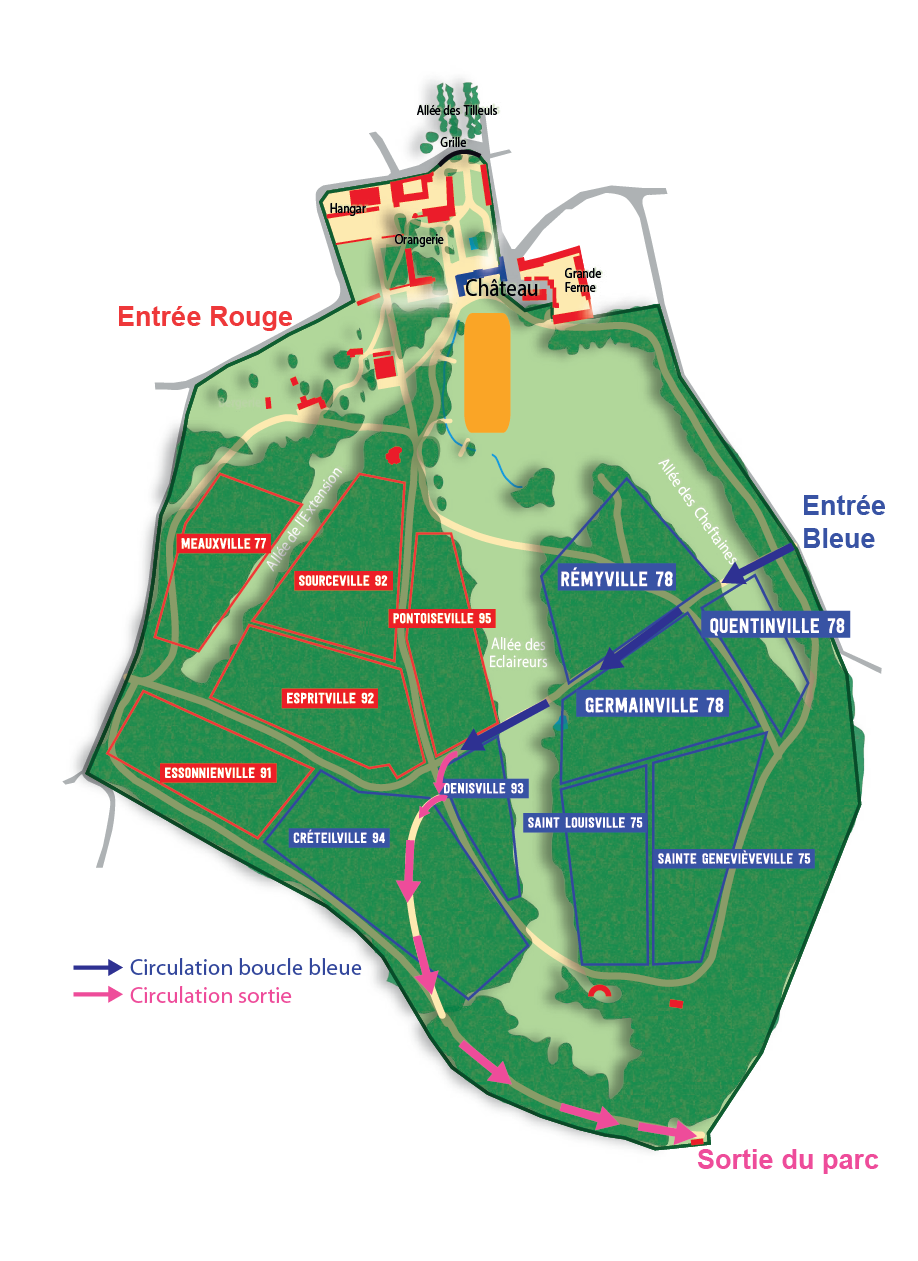 Allée des Tilleuls
Grille
Hangar
Orangerie
Château
Grande
Ferme
Entrée Rouge
Allée de l'Extension
Allée des Cheftaines
Entrée
Bleue
MEAUXVILLE 77
SOURCEVILLE 92
RÉMYVILLE 78
PONTOISEVILLE 95
QUENTINVILLE 78
Allée des
Eclaireurs
ESPRITVILLE 92
GERMAINVILLE 78
ESSONNIENVILLE 91
DENISVILLE 93
SAINT LOUISVILLE 75
CRÉTEILVILLE 94
SAINTE GENEVIÈVEVILLE 75
Circulation boucle bleue
Circulation sortie
Sortie du parc